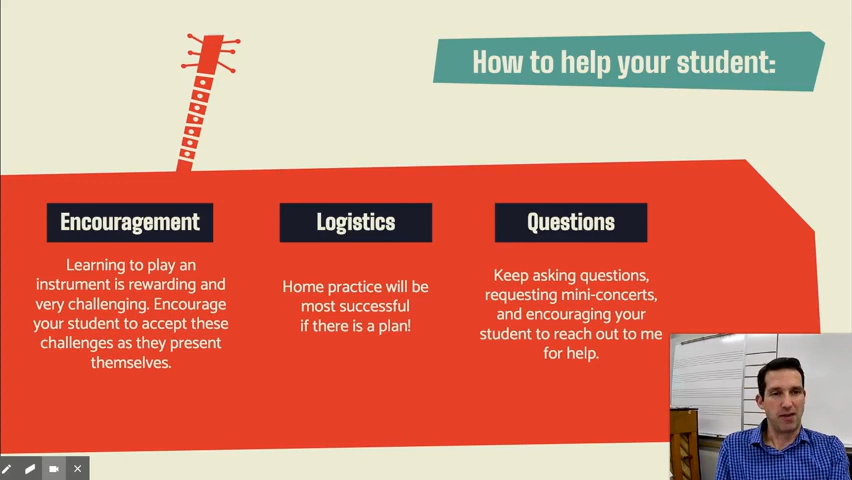 How to help your student:
Encouragement
Learning to play an
instrument is rewarding and
very challenging. Encourage
your student to accept these
challenges as they present
themselves.
Logistics
Home practice will be
most successful
if there is a plan!
Questions
Keep asking questions,
requesting mini-concerts,
and encouraging your
student to reach out to me
for help.